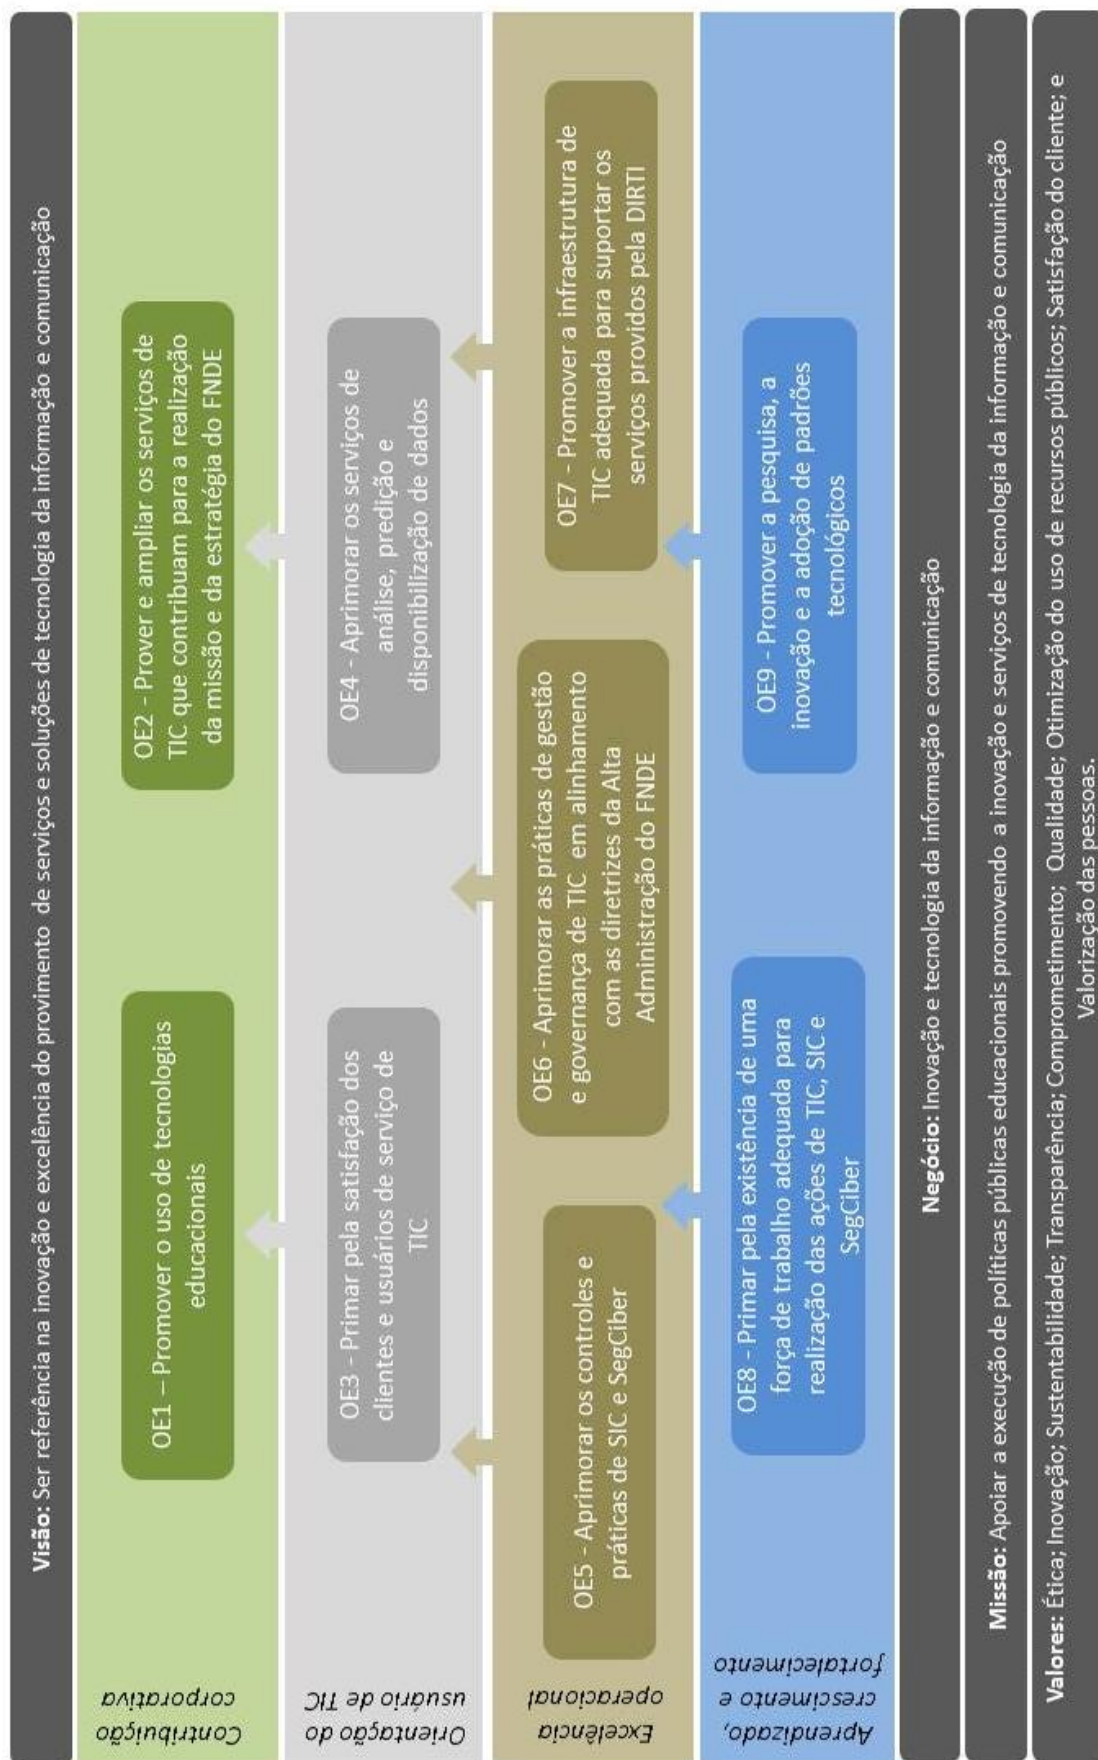 Visão: Ser referência na inovação e excelência do provimento de serviços e soluções de tecnologia da informação e comunicação
Contribuição
corporativa
OE1 – Promover o uso de tecnologias
educacionais
OE2 - Prover e ampliar os serviços de
TIC que contribuam para a realização
da missão e da estratégia do FNDE
Orientação do
usuário de TIC
OE3 - Primar pela satisfação dos
clientes e usuários de serviço de
TIC
OE4 - Aprimorar os serviços de
análise, predição e
disponibilização de dados
Excelência
operacional
OE5 - Aprimorar os controles e
práticas de SIC e SegCiber
OE6 - Aprimorar as práticas de gestão
e governança de TIC em alinhamento
com as diretrizes da Alta
Administração do FNDE
OE7 - Promover a infraestrutura de
TIC adequada para suportar os
serviços providos pela DIRTI
Aprendizado,
crescimento e
fortalecimento
OE8 - Primar pela existência de uma
força de trabalho adequada para
realização das ações de TIC, SIC e
SegCiber
OE9 - Promover a pesquisa, a
inovação e a adoção de padrões
tecnológicos
Negócio: Inovação e tecnologia da informação e comunicação
Missão: Apoiar a execução de políticas públicas educacionais promovendo a inovação e serviços de tecnologia da informação e comunicação
Valores: Ética; Inovação; Sustentabilidade; Transparência; Comprometimento; Qualidade; Otimização do uso de recursos públicos; Satisfação do cliente; e
Valorização das pessoas.